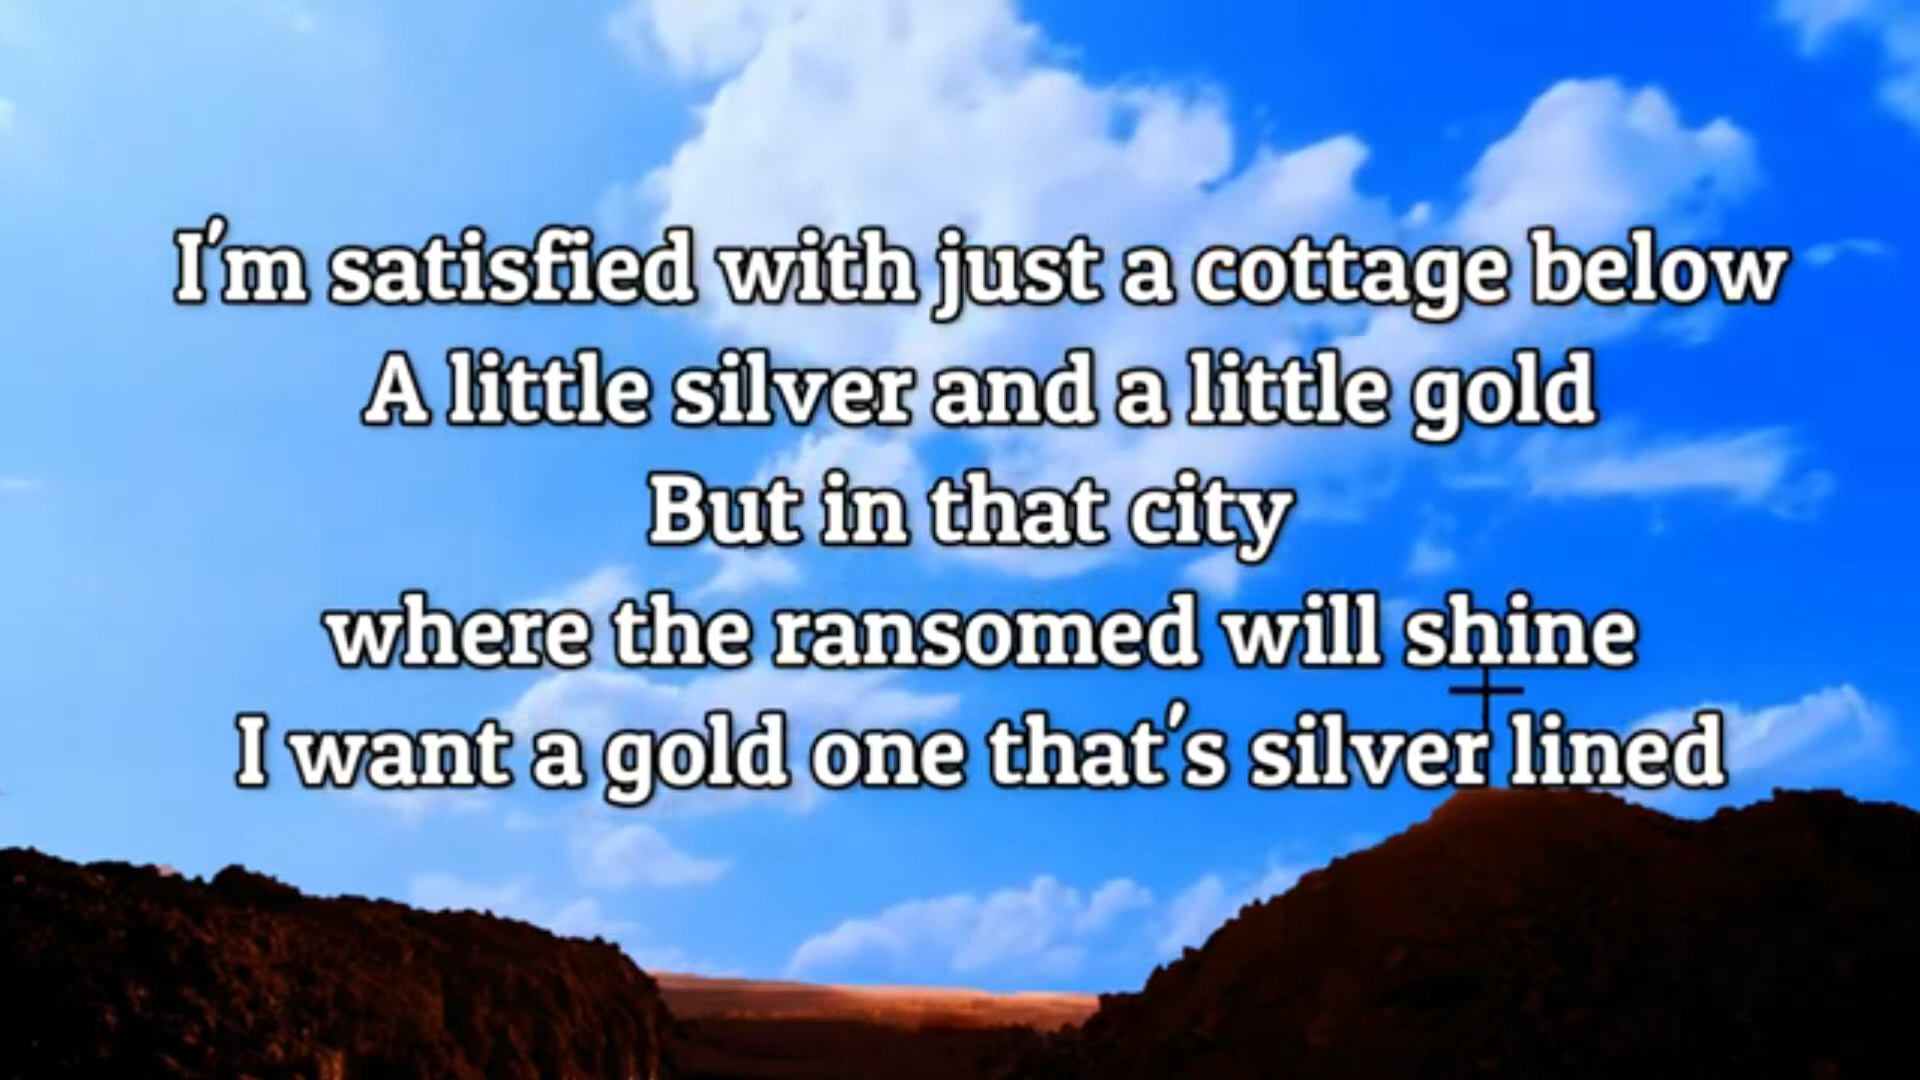 I'm satisfied with just a cottage below
A little silver and a little gold
But in that city
where the ransomed will shine
I want a gold one that's silver lined